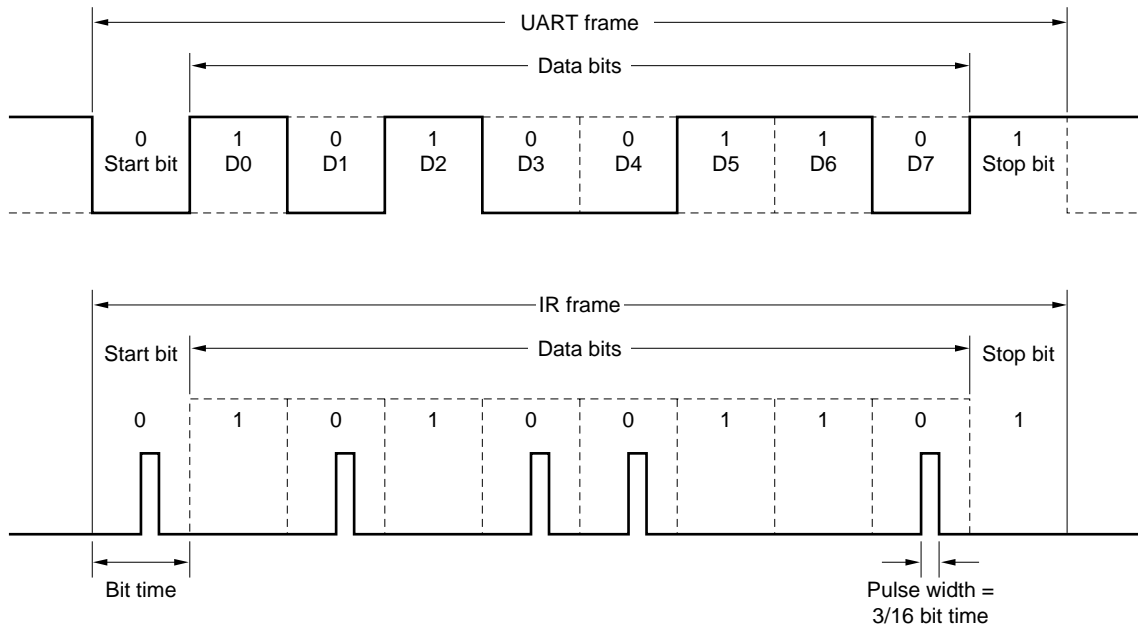 UART frame
Data bits
0 1 0 1 0 0 1 1 0 1
Start bit D0 D1 D2 D3 D4 D5 D6 D7 Stop bit
IR frame
Start bit Data bits Stop bit
0 1 0 1 0 0 1 1 0 1
Bit time Pulse width =
3/16 bit time